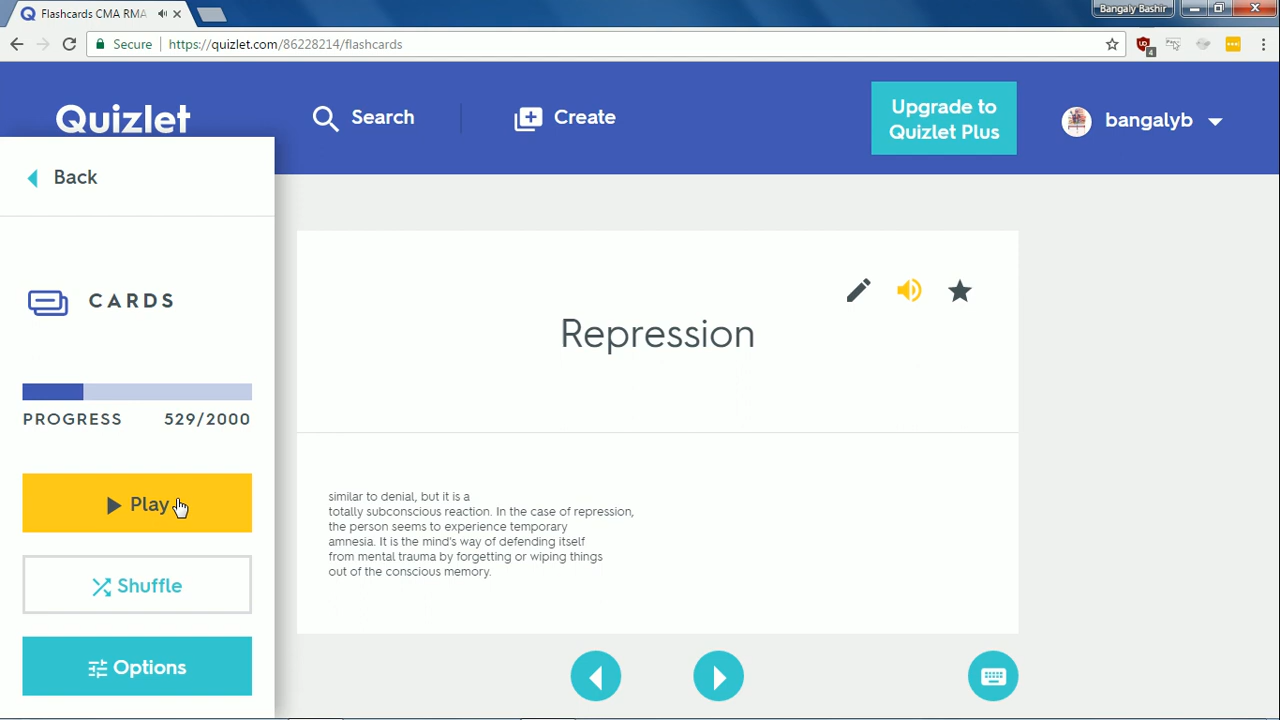 Flashcards CMA RMA
Bangaly Bashir
Secure
https://quizlet.com/86228214/flashcards
4
Quizlet
Search
Create
Upgrade to
Quizlet Plus
bangalyb
Back
CARDS
PROGRESS 529/2000
Play
Shuffle
Options
Repression
similar to denial, but it is a
totally subconscious reaction. In the case of repression,
the person seems to experience temporary
amnesia. It is the mind's way of defending itself
from mental trauma by forgetting or wiping things
out of the conscious memory.